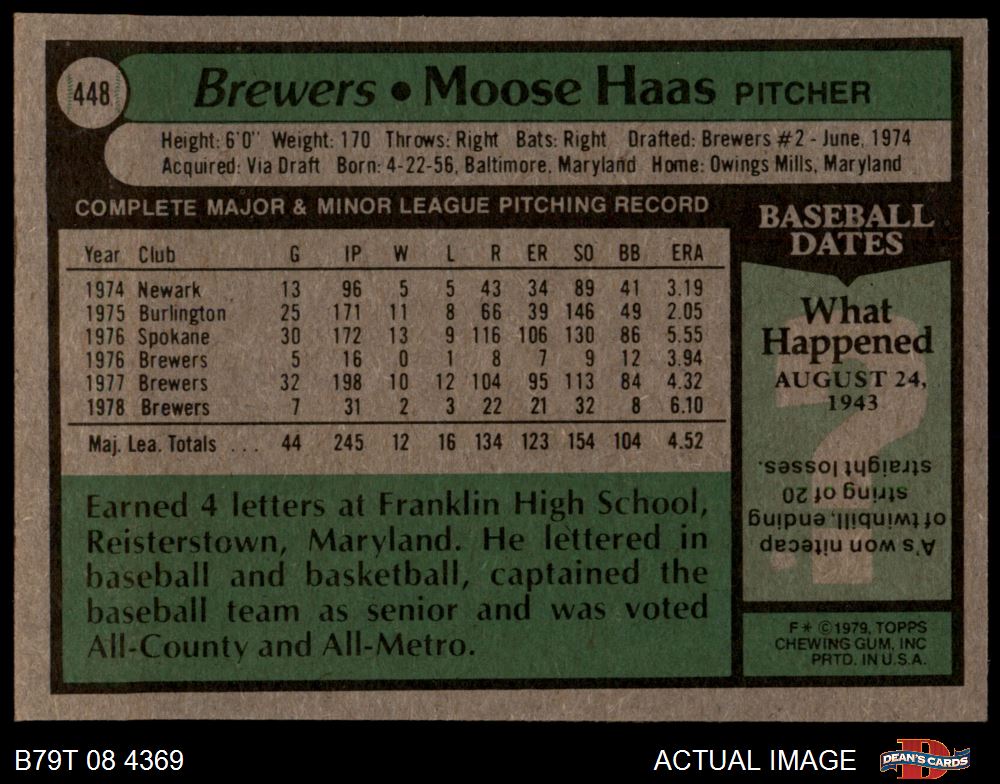 448
Brewers • Moose Haas PITCHER
Height: 6'0" Weight: 170 Throws: Right Bats: Right Drafted: Brewers #2 - June, 1974
Acquired: Via Draft Born: 4-22-56, Baltimore, Maryland Home: Owings Mills, Maryland
COMPLETE MAJOR & MINOR LEAGUE PITCHING RECORD
Year Club G IP W L R ER SO BB ERA
1974 Newark 13 96 5 5 43 34 89 41 3.19
1975 Burlington 25 171 11 8 66 39 146 49 2.05
1976 Spokane 30 172 13 9 116 106 130 86 5.55
1976 Brewers 5 16 0 1 8 7 9 12 3.94
1977 Brewers 32 198 10 12 104 95 113 84 4.32
1978 Brewers 7 31 2 3 22 21 32 8 6.10
Maj. Lea. Totals ... 44 245 12 16 134 123 154 104 4.52
Earned 4 letters at Franklin High School,
Reisterstown, Maryland. He lettered in
baseball and basketball, captained the
baseball team as senior and was voted
All-County and All-Metro.
BASEBALL
DATES
What
Happened
AUGUST 24,
1943
?
A's won nitecap
of twinbill, ending
string of 20
straight losses.
F* ©1979, TOPPS
CHEWING GUM, INC
PRTD. IN U.S.A.
B79T 08 4369
ACTUAL IMAGE
D
DEAN'S CARDS